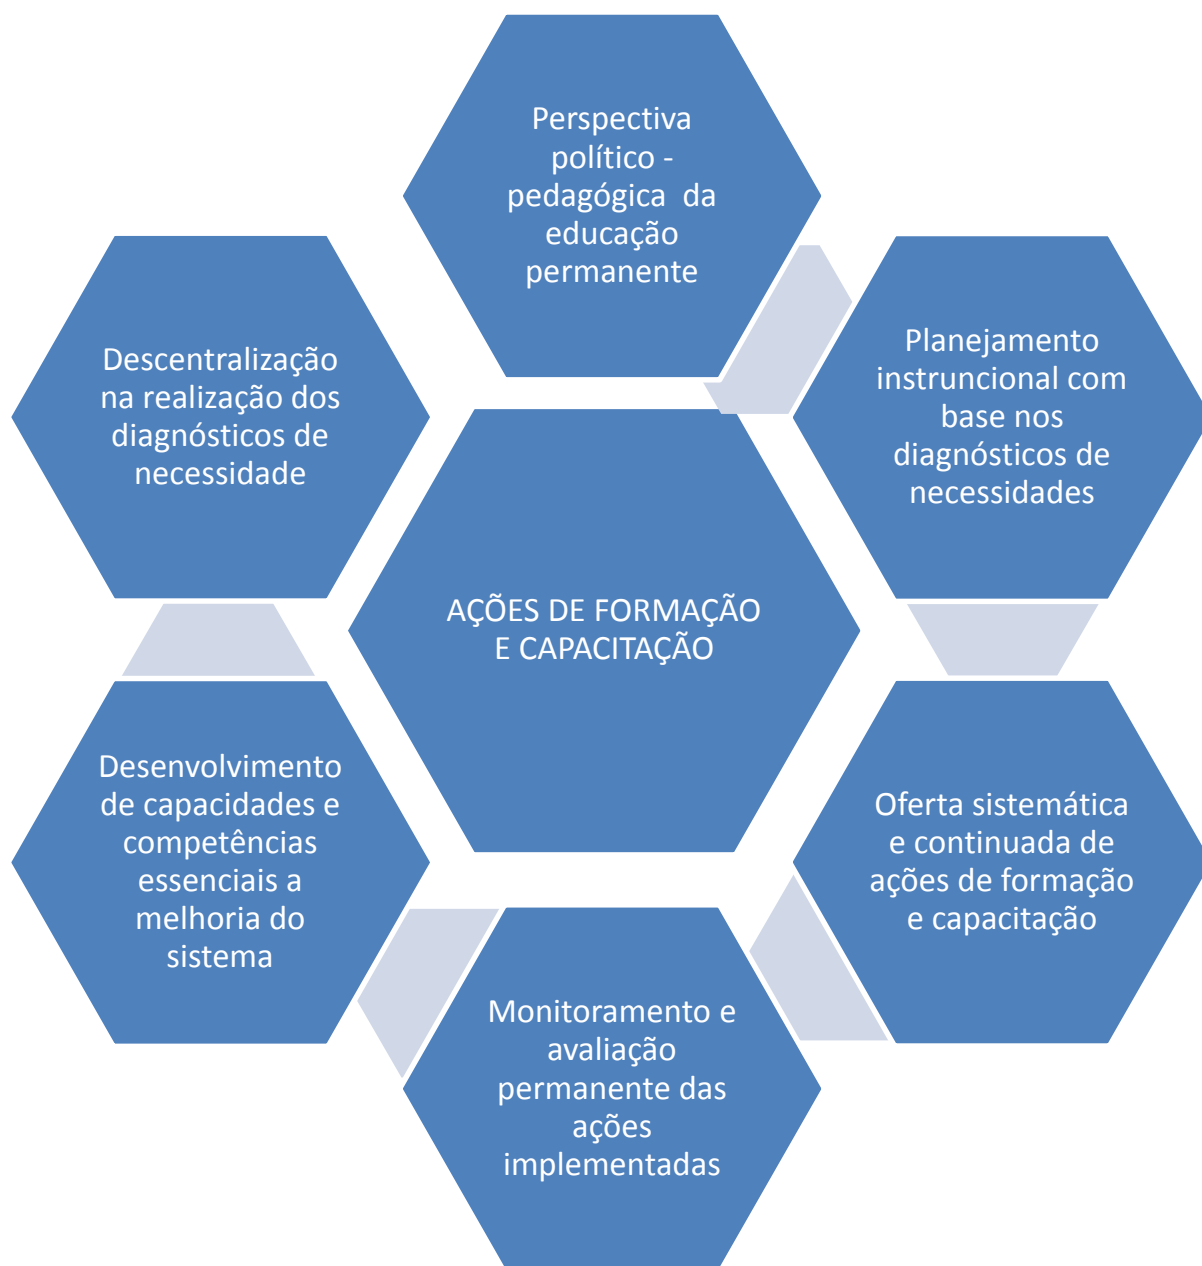 Perspectiva
político -
pedagógica  da
educação
permanente
Planejamento
instruncional com
base nos
diagnósticos de
necessidades
Oferta sistemática
e continuada de
ações de formação
e capacitação
Monitoramento e
avaliação
permanente das
ações
implementadas
Desenvolvimento
de capacidades e
competências
essenciais a
melhoria do
sistema
Descentralização
na realização dos
diagnósticos de
necessidade
AÇÕES DE FORMAÇÃO
E CAPACITAÇÃO